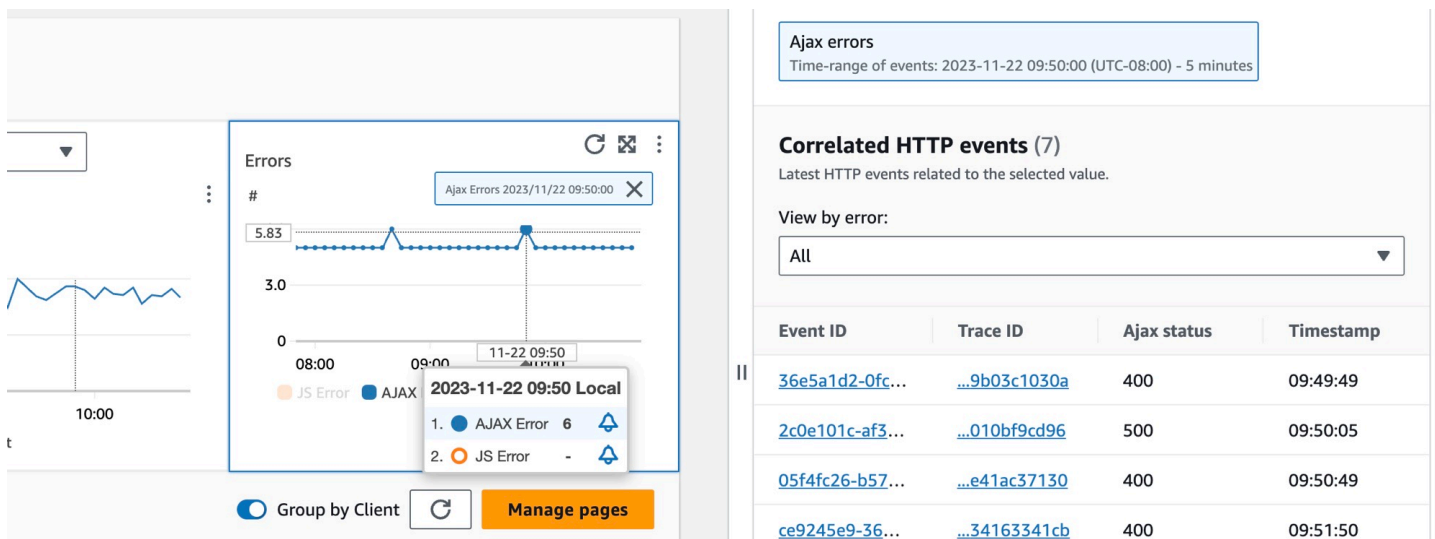 Errors
#
Ajax Errors 2023/11/22 09:50:00
5.83
3.0
0
11-22 09:50
08:00
09:00
JS Error
AJAX
2023-11-22 09:50 Local
1. AJAX Error 6
2. JS Error -
10:00
t
Group by Client
Manage pages
Ajax errors
Time-range of events: 2023-11-22 09:50:00 (UTC-08:00) - 5 minutes
Correlated HTTP events (7)
Latest HTTP events related to the selected value.
View by error:
All
Event ID Trace ID Ajax status Timestamp
36e5a1d2-0fc... ...9b03c1030a 400 09:49:49
2c0e101c-af3... ...010bf9cd96 500 09:50:05
05f4fc26-b57... ...e41ac37130 400 09:50:49
ce9245e9-36... ...34163341cb 400 09:51:50